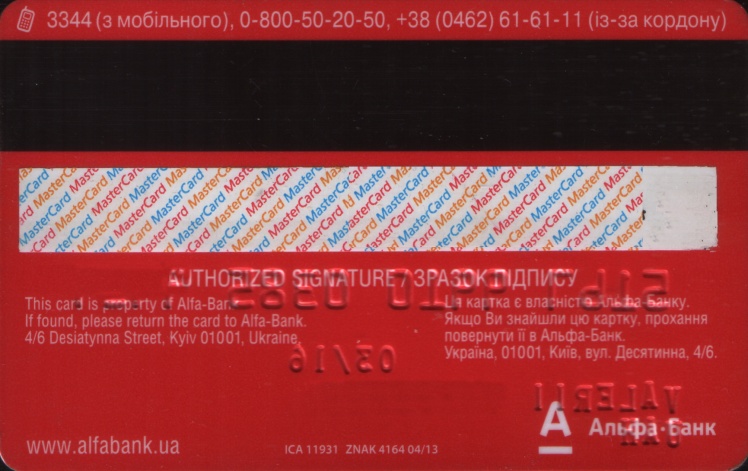 3344 (з мобільного), 0-800-50-20-50, +38 (0462) 61-61-11 (із-за кордону)
AUTHORIZED SIGNATURE / ЗРАЗОК ПІДПИСУ
This card is property of Alfa-Bank.
If found, please return the card to Alfa-Bank.
4/6 Desiatynna Street, Kyiv 01001, Ukraine.
Ця картка є власністю Альфа-Банку.
Якщо Ви знайшли цю картку, прохання
повернути її в Альфа-Банк.
Україна, 01001, Київ, вул. Десятинна, 4/6.
03/16
VALERII
А Альфа·Банк
www.alfabank.ua
ICA 11931 ZNAK 4164 04/13